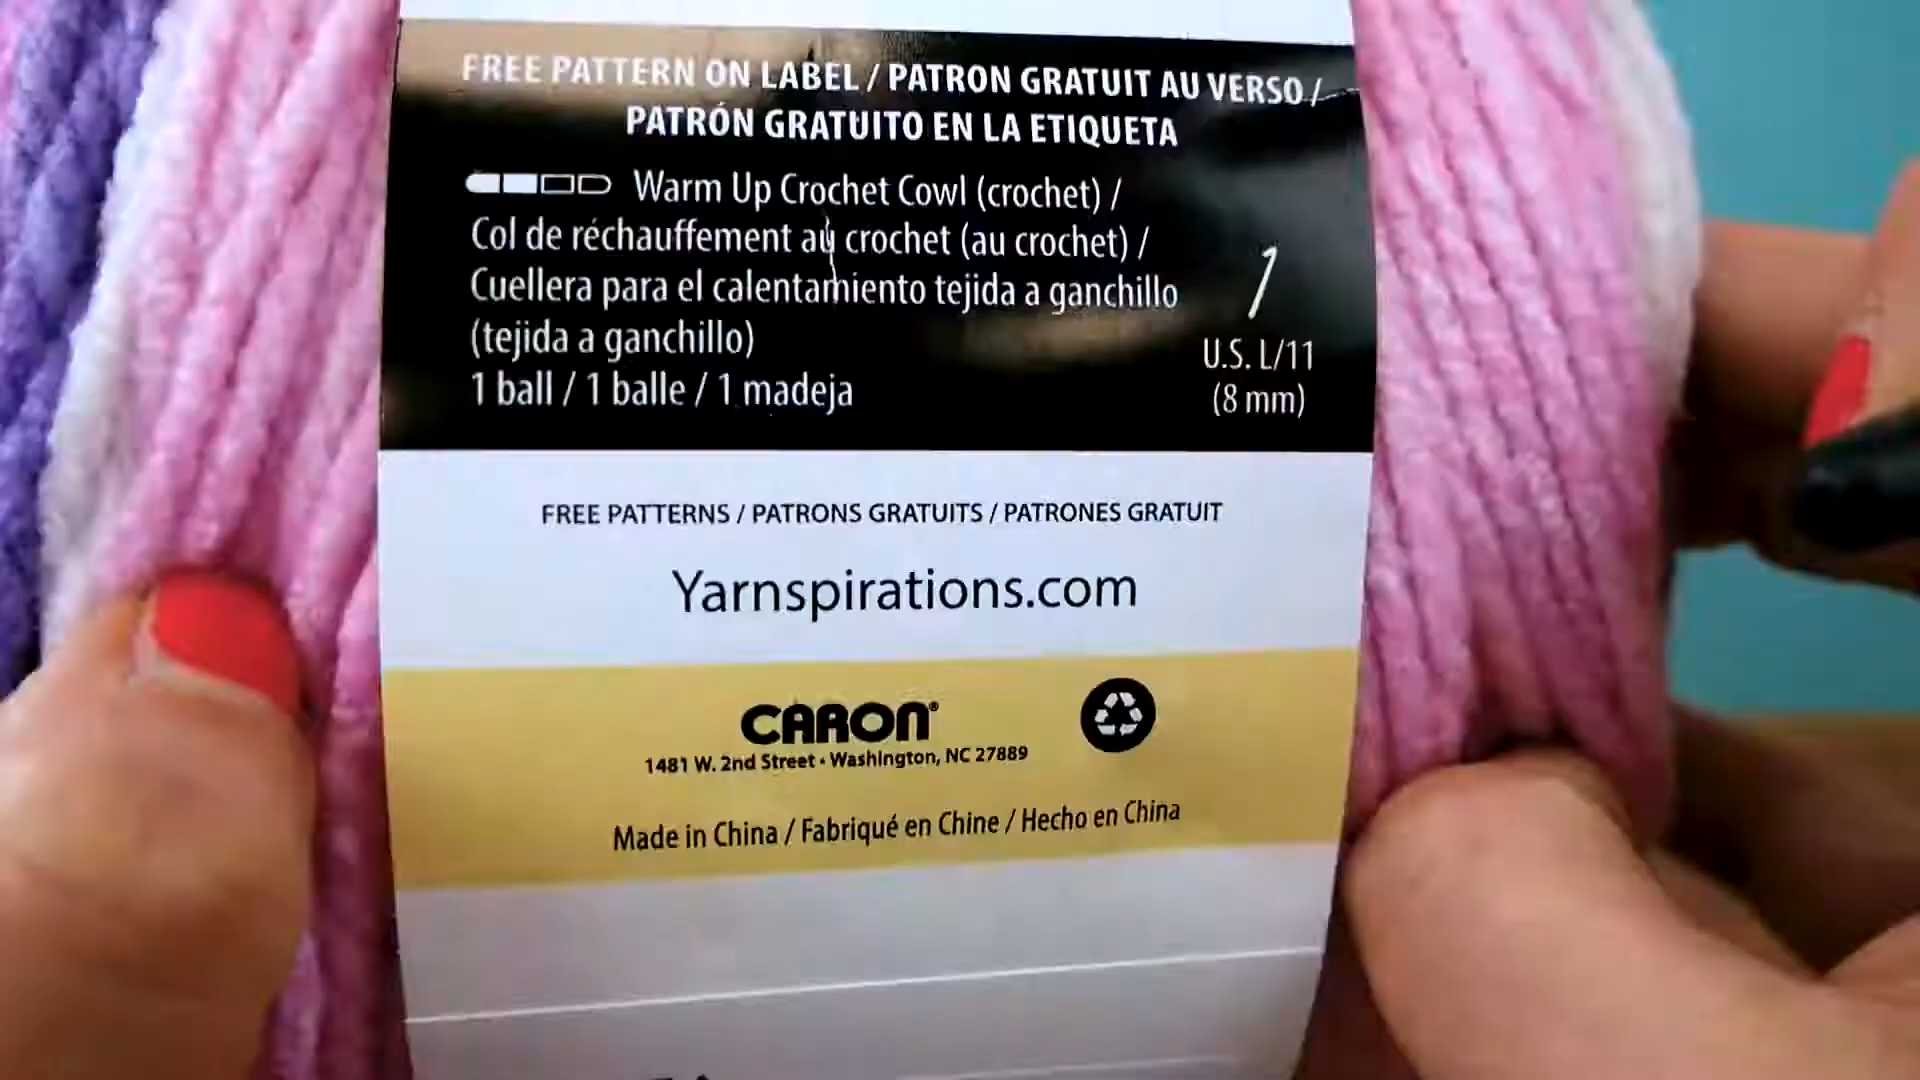 FREE PATTERN ON LABEL / PATRON GRATUIT AU VERSO /
PATRÓN GRATUITO EN LA ETIQUETA
Warm Up Crochet Cowl (crochet) /
Col de réchauffement au crochet (au crochet) /
Cuellera para el calentamiento tejida a ganchillo
(tejida a ganchillo)
1 ball / 1 balle / 1 madeja
U.S. L/11
(8 mm)
FREE PATTERNS / PATRONS GRATUITS / PATRONES GRATUIT
Yarnspirations.com
CARON®
1481 W. 2nd Street • Washington, NC 27889
Made in China / Fabriqué en Chine / Hecho en China